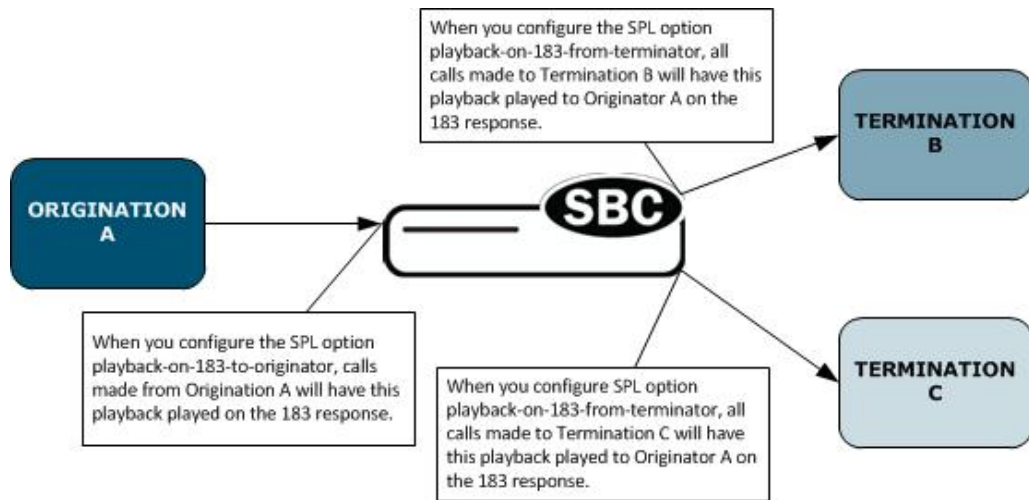 When you configure the SPL option
playback-on-183-from-terminator, all
calls made to Termination B will have this
playback played to Originator A on the
183 response.
TERMINATION
B
ORIGINATION
A
SBC
When you configure the SPL option
playback-on-183-to-originator, calls
made from Origination A will have this
playback played on the 183 response.
When you configure SPL option
playback-on-183-from-terminator, all
calls made to Termination C will have
this playback played to Originator A on
the 183 response.
TERMINATION
C